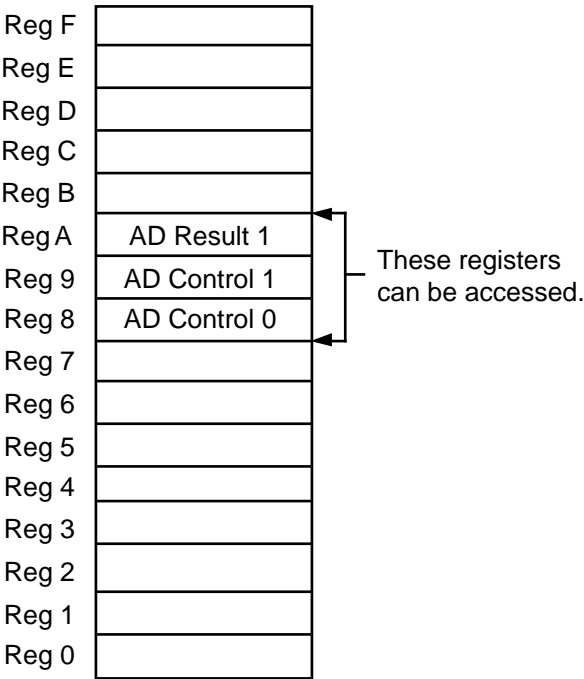 Reg F
Reg E
Reg D
Reg C
Reg B
Reg A AD Result 1
Reg 9 AD Control 1
Reg 8 AD Control 0
These registers
can be accessed.
Reg 7
Reg 6
Reg 5
Reg 4
Reg 3
Reg 2
Reg 1
Reg 0